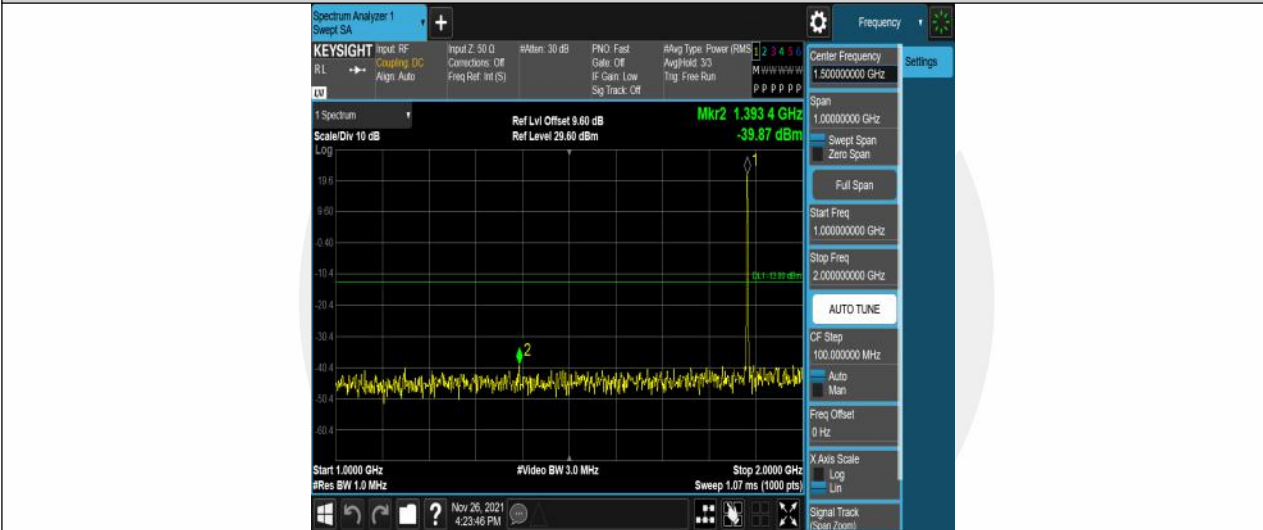 Spectrum Analyzer 1
Swept SA
+
Frequency
KEYSIGHT
RL
LV
Input: RF
Coupling: DC
Align: Auto
Input Z: 50 Ω
Corrections: Off
Freq Ref: Int (S)
#Atten: 30 dB
PNO: Fast
Gate: Off
IF Gain: Low
Sig Track: Off
#Avg Type: Power (RMS
Avg|Hold: 3/3
Trig: Free Run
1 2 3 4 5 6
M W W W W W
P P P P P P
1 Spectrum
Scale/Div 10 dB
Log
Ref Lvl Offset 9.60 dB
Ref Level 29.60 dBm
Mkr2 1.393 4 GHz
-39.87 dBm
1
19.6
9.60
-0.40
-10.4
DL1 -13.00 dBm
-20.4
-30.4
2
-40.4
-50.4
-60.4
Start 1.0000 GHz
#Res BW 1.0 MHz
#Video BW 3.0 MHz
Stop 2.0000 GHz
Sweep 1.07 ms (1000 pts)
?
Nov 26, 2021
4:23:46 PM
Center Frequency
1.500000000 GHz
Settings
Span
1.00000000 GHz
Swept Span
Zero Span
Full Span
Start Freq
1.000000000 GHz
Stop Freq
2.000000000 GHz
AUTO TUNE
CF Step
100.000000 MHz
Auto
Man
Freq Offset
0 Hz
X Axis Scale
Log
Lin
Signal Track
(Span Zoom)